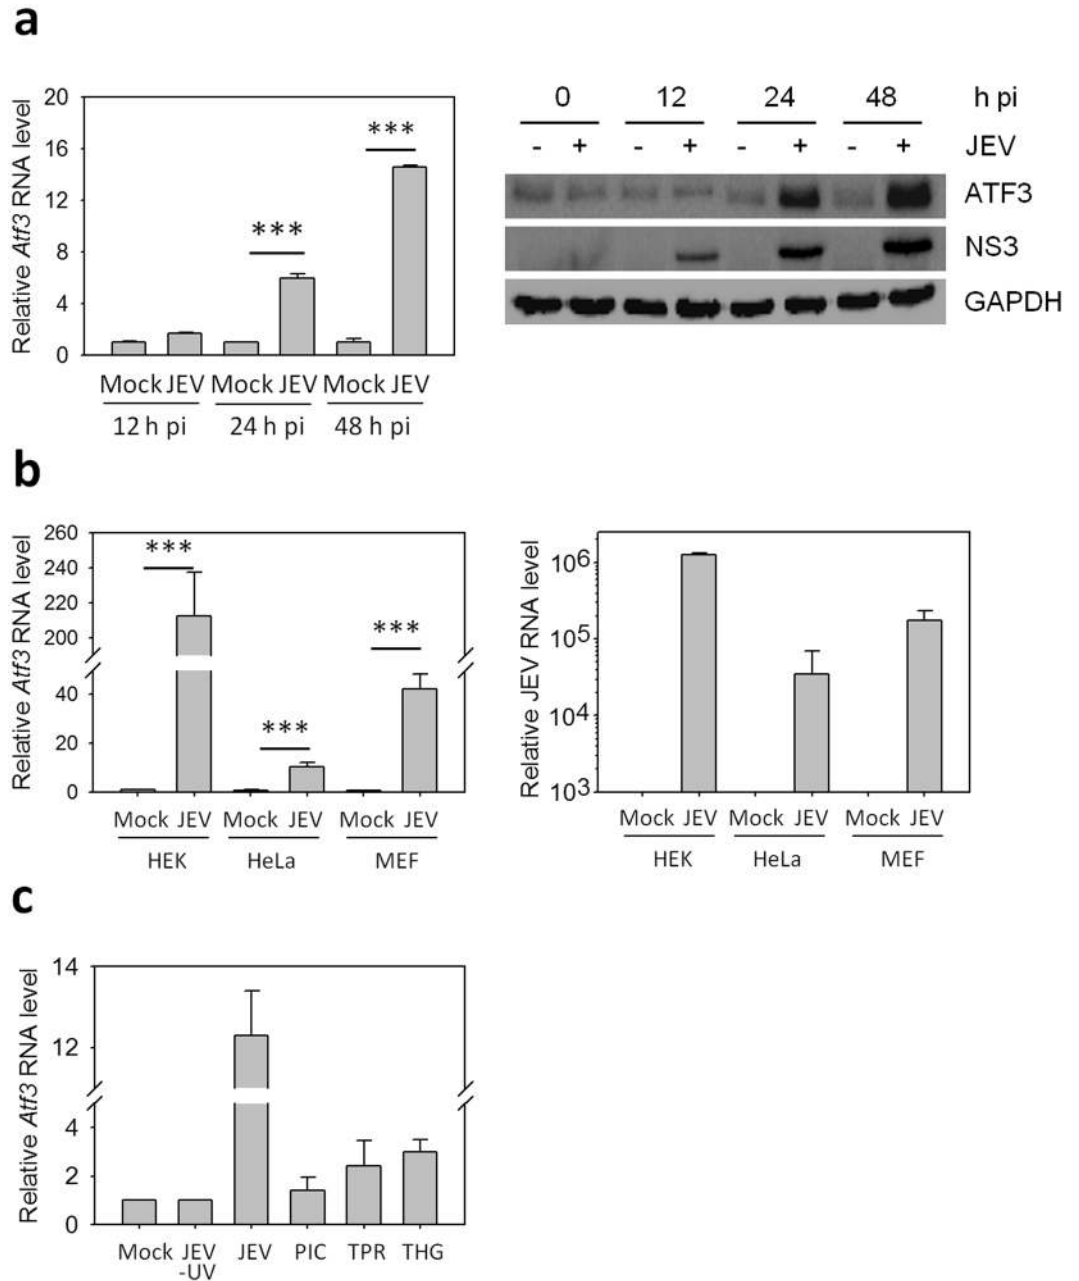 a
20
16
12
8
4
0
Relative Atf3 RNA level
***
***
Mock JEV Mock JEV Mock JEV
12 h pi 24 h pi 48 h pi
0 12 24 48 h pi
- + - + - + - + JEV
ATF3
NS3
GAPDH
b
260
240
220
200
40
20
0
Relative Atf3 RNA level
***
***
***
Mock JEV Mock JEV Mock JEV
HEK HeLa MEF
10⁶
10⁵
10⁴
10³
Relative JEV RNA level
Mock JEV Mock JEV Mock JEV
HEK HeLa MEF
c
14
12
4
2
0
Relative Atf3 RNA level
Mock JEV JEV PIC TPR THG
-UV